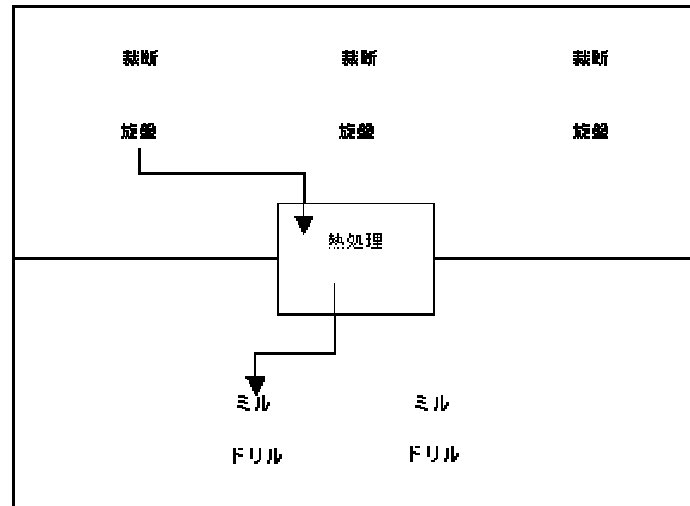 裁断 裁断 裁断
旋盤 旋盤 旋盤
熱処理
ミル ミル
ドリル ドリル